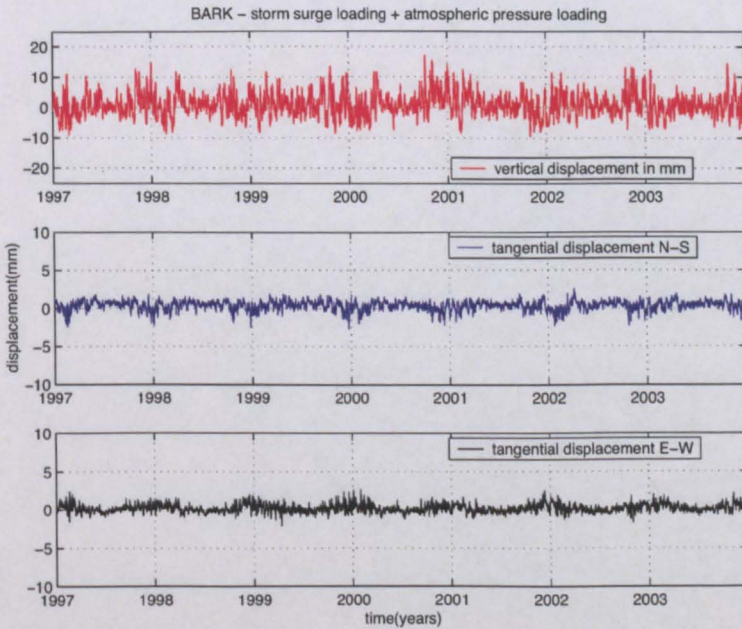 BARK – storm surge loading + atmospheric pressure loading
20
10
0
−10
−20
vertical displacement in mm
1997 1998 1999 2000 2001 2002 2003
10
5
0
−5
−10
tangential displacement N−S
displacement(mm)
1997 1998 1999 2000 2001 2002 2003
10
5
0
−5
−10
tangential displacement E−W
1997 1998 1999 2000 2001 2002 2003
time(years)